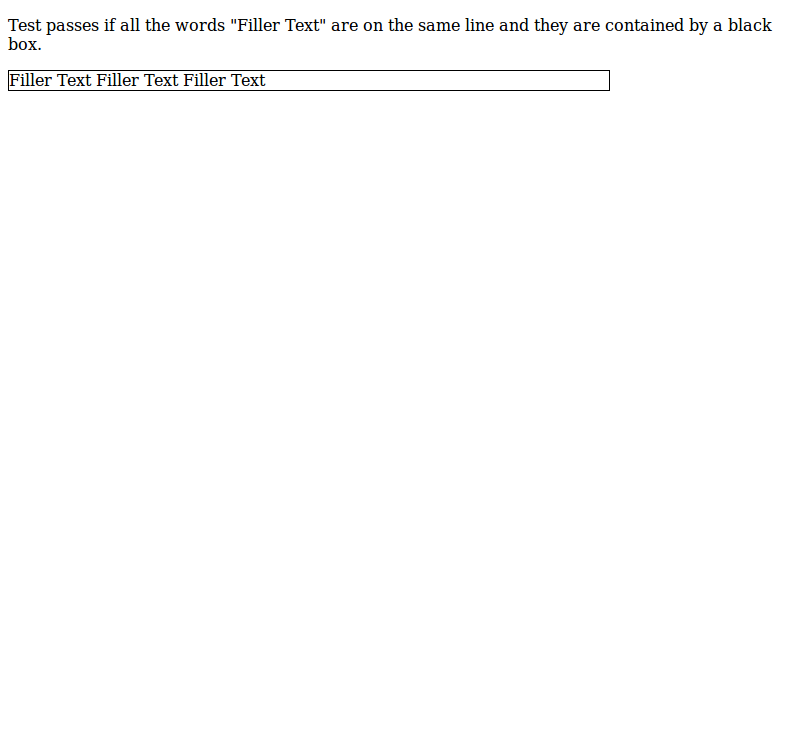 Test passes if all the words "Filler Text" are on the same line and they are contained by a black
box.
Filler Text Filler Text Filler Text